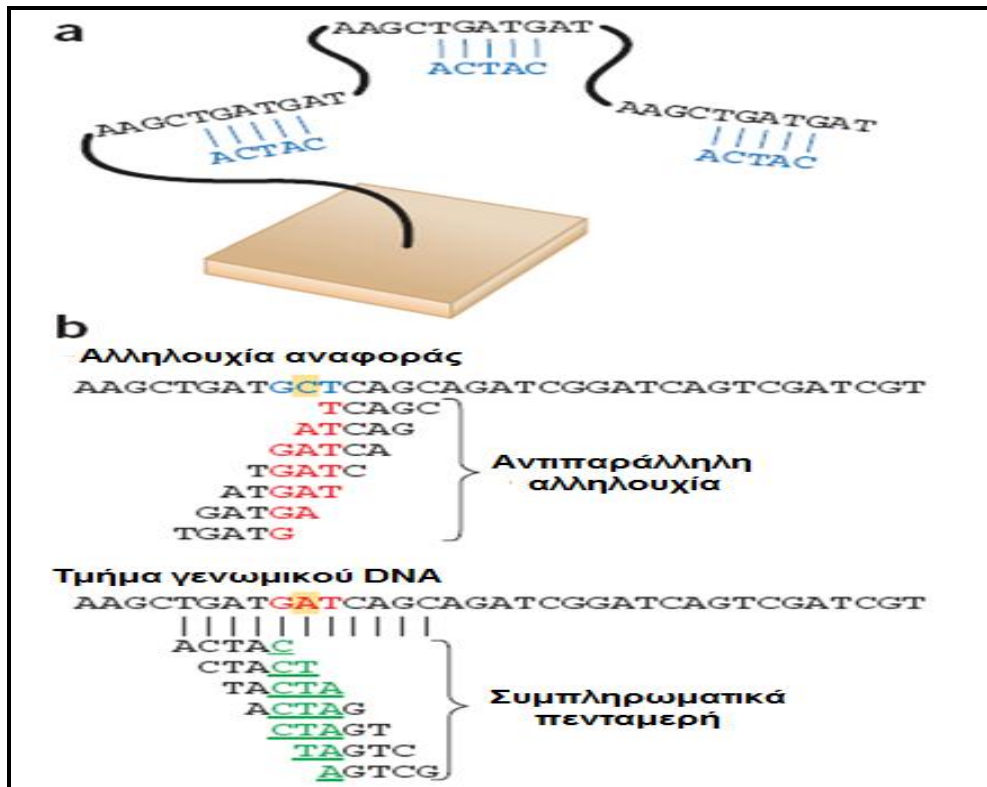 a
AAGCTGATGAT
ACTAC
AAGCTGATGAT
ACTAC
AAGCTGATGAT
ACTAC
b
Αλληλουχία αναφοράς
AAGCTGATGCTCAGCAGATCGGATCAGTCGATCGT
TCAGC
ATCAG
GATCA
TGATC
ATGAT
GATGA
TGATG
Αντιπαράλληλη
αλληλουχία
Τμήμα γενωμικού DNA
AAGCTGATGATCAGCAGATCGGATCAGTCGATCGT
ACTAC
CTACT
TACTA
ACTAG
CTAGT
TAGTC
AGTCG
Συμπληρωματικά
πενταμερή